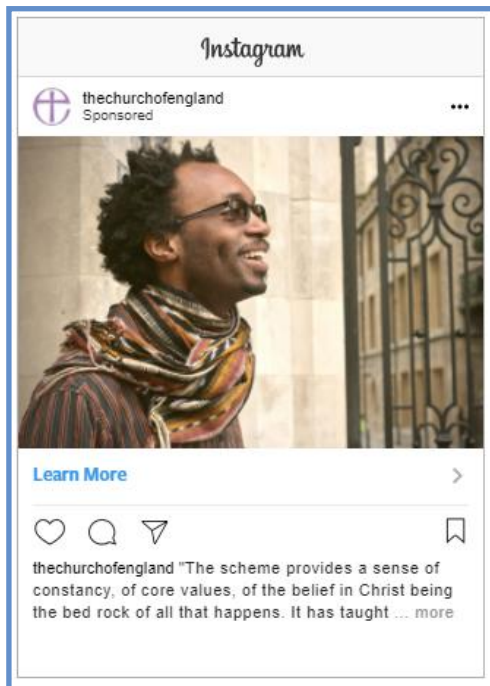 Instagram
thechurchofengland
Sponsored
Learn More
thechurchofengland "The scheme provides a sense of
constancy, of core values, of the belief in Christ being
the bed rock of all that happens. It has taught ... more